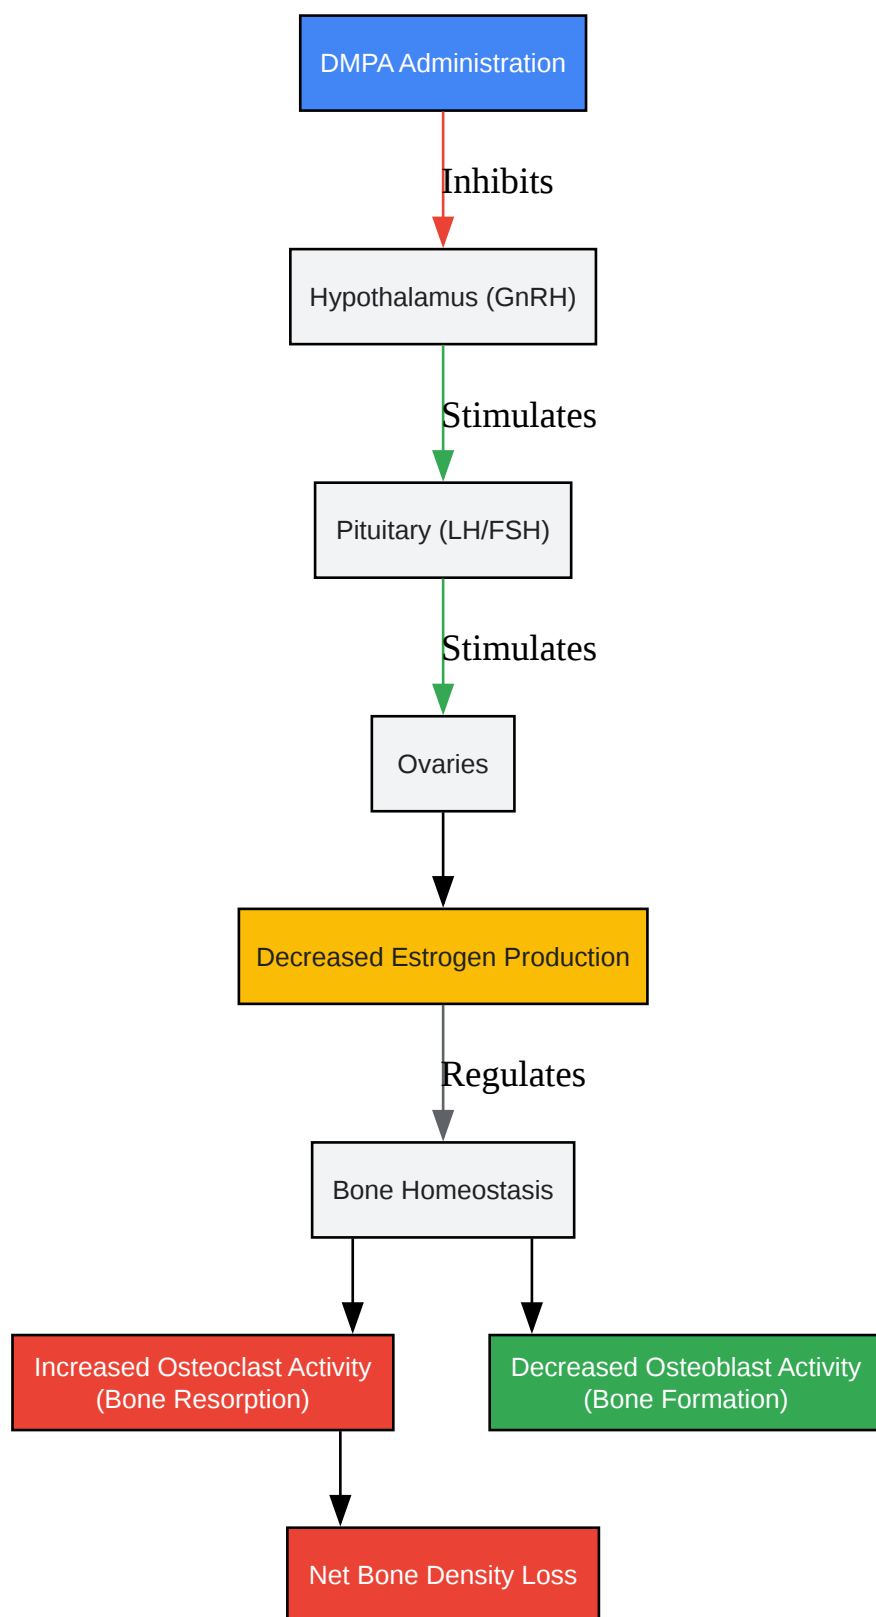 DMPA Administration
Inhibits
Hypothalamus (GnRH)
Stimulates
Pituitary (LH/FSH)
Stimulates
Ovaries
Decreased Estrogen Production
Regulates
Bone Homeostasis
Increased Osteoclast Activity
(Bone Resorption)
Decreased Osteoblast Activity
(Bone Formation)
Net Bone Density Loss